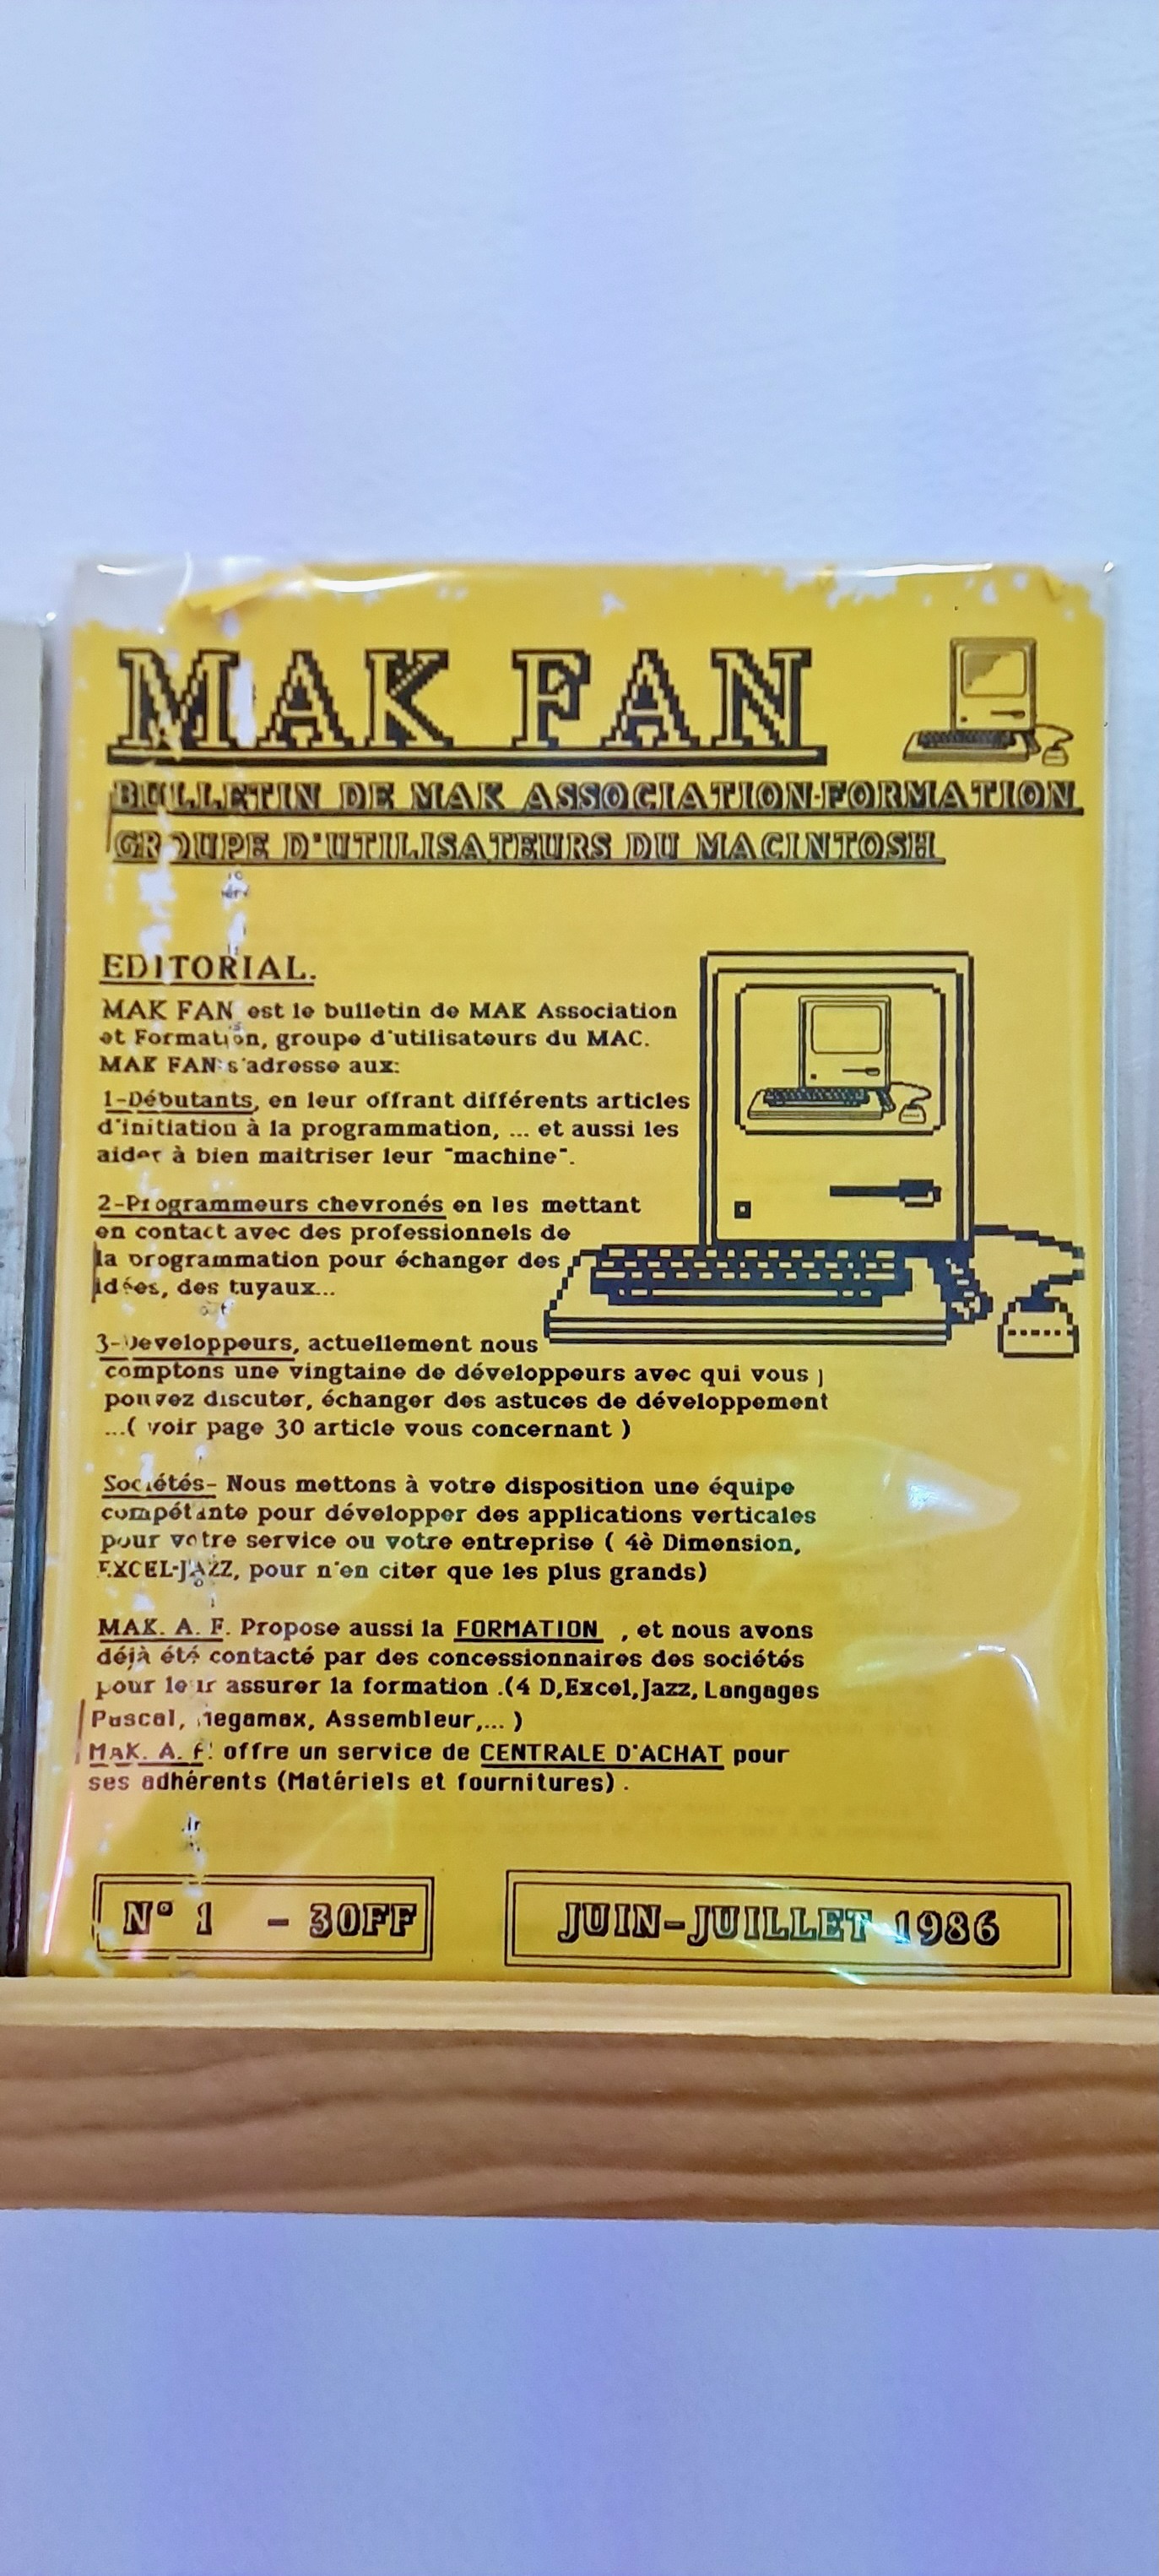 MAK FAN
BULLETIN DE MAK ASSOCIATION-FORMATION
GROUPE D'UTILISATEURS DU MACINTOSH
EDITORIAL.
MAK FAN est le bulletin de MAK Association
et Formation, groupe d'utilisateurs du MAC.
MAK FAN s'adresse aux:
1-Débutants, en leur offrant différents articles
d'initiation à la programmation, ... et aussi les
aider à bien maitriser leur "machine".
2-Programmeurs chevronés en les mettant
en contact avec des professionnels de
la programmation pour échanger des
idées, des tuyaux...
3-Developpeurs, actuellement nous
comptons une vingtaine de développeurs avec qui vous
pouvez discuter, échanger des astuces de développement
...( voir page 30 article vous concernant )
Sociétés- Nous mettons à votre disposition une équipe
compétante pour développer des applications verticales
pour votre service ou votre entreprise ( 4è Dimension,
EXCEL-JAZZ, pour n'en citer que les plus grands)
MAK. A. F. Propose aussi la FORMATION , et nous avons
déjà été contacté par des concessionnaires des sociétés
pour leur assurer la formation .(4 D,Excel,Jazz, Langages
Pascal, Megamax, Assembleur,... )
MAK. A. F. offre un service de CENTRALE D'ACHAT pour
ses adhérents (Matériels et fournitures) .
N° 1 - 30FF
JUIN-JUILLET 1986